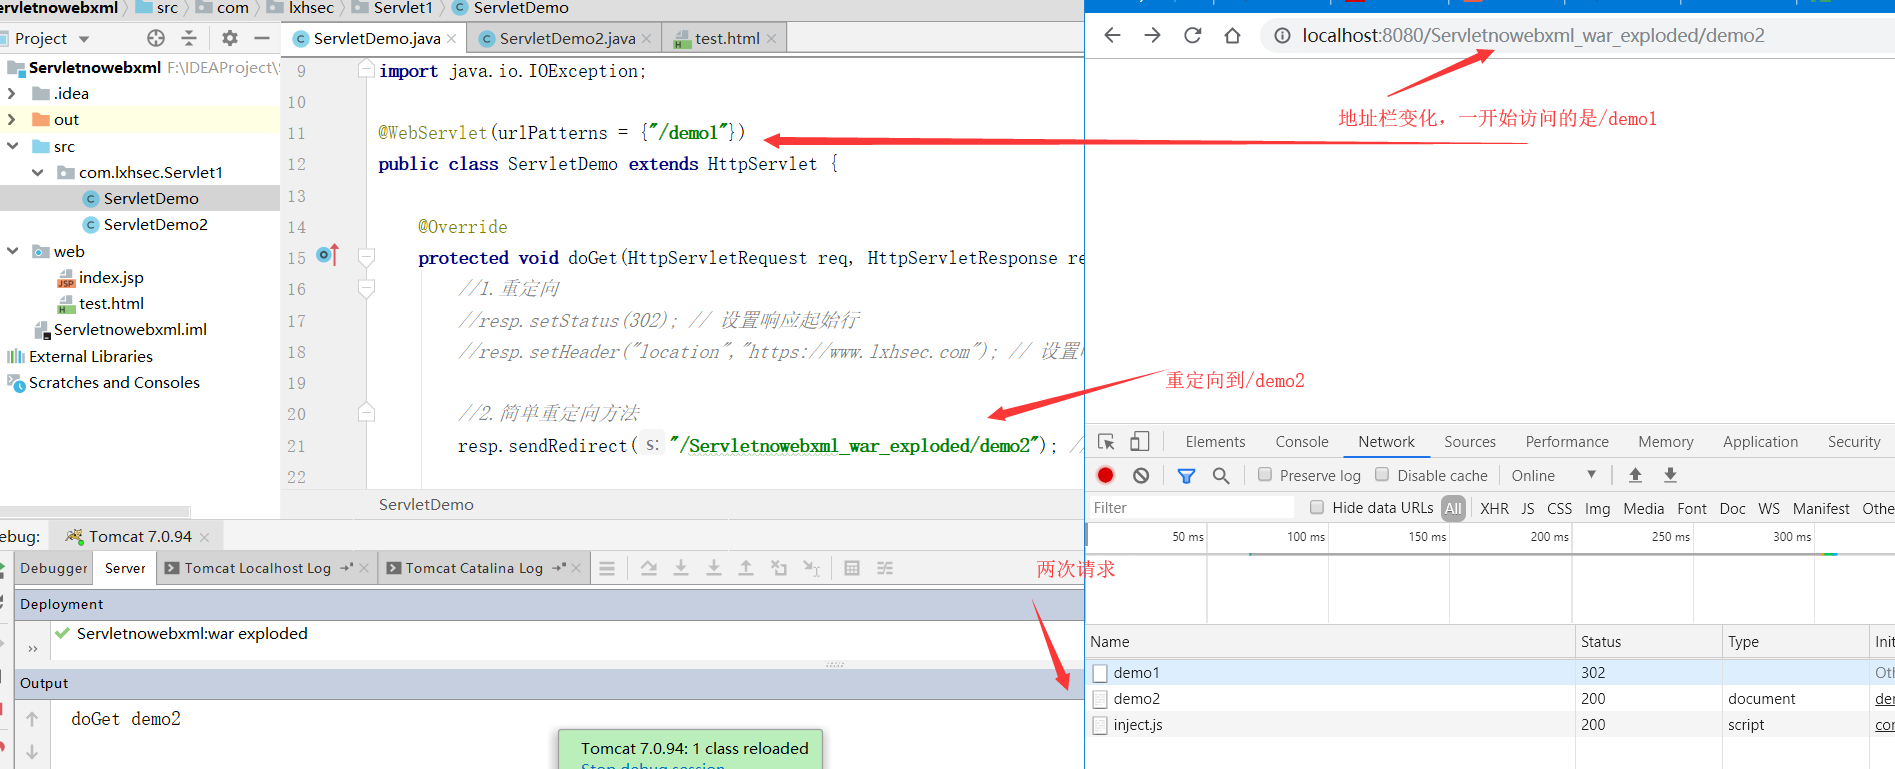 ervletnowebxml src com lxhsec Servlet1 ServletDemo
Project
ServletDemo.java ServletDemo2.java test.html
Servletnowebxml F:\IDEAProject\S
.idea
out
src
com.lxhsec.Servlet1
ServletDemo
ServletDemo2
web
index.jsp
test.html
Servletnowebxml.iml
External Libraries
Scratches and Consoles
9 import java.io.IOException;
10
11 @WebServlet(urlPatterns = {"/demo1"})
12 public class ServletDemo extends HttpServlet {
13
14 @Override
15 protected void doGet(HttpServletRequest req, HttpServletResponse re
16 //1.重定向
17 //resp.setStatus(302); // 设置响应起始行
18 //resp.setHeader("location","https://www.lxhsec.com"); // 设置
19
20 //2.简单重定向方法
21 resp.sendRedirect( s: "/Servletnowebxml_war_exploded/demo2"); //
22
ServletDemo
ebug: Tomcat 7.0.94
Debugger Server Tomcat Localhost Log Tomcat Catalina Log
Deployment
Servletnowebxml:war exploded
Output
doGet demo2
Tomcat 7.0.94: 1 class reloaded
Stop debug session
localhost:8080/Servletnowebxml_war_exploded/demo2
地址栏变化，一开始访问的是/demo1
重定向到/demo2
两次请求
Elements Console Network Sources Performance Memory Application Security
Preserve log Disable cache Online
Filter Hide data URLs All XHR JS CSS Img Media Font Doc WS Manifest Othe
50 ms 100 ms 150 ms 200 ms 250 ms 300 ms
Name Status Type Init
demo1 302 Oth
demo2 200 document der
inject.js 200 script con